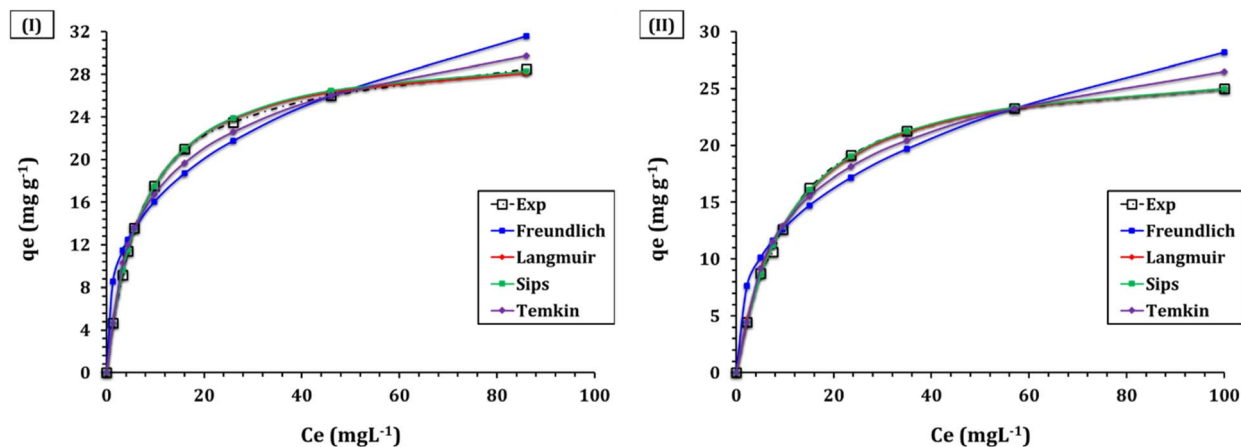 (I)
32
28
24
20
16
12
8
4
0
qe (mg g⁻¹)
0 20 40 60 80 100
Ce (mgL⁻¹)
Exp
Freundlich
Langmuir
Sips
Temkin
(II)
30
25
20
15
10
5
0
qe (mg g⁻¹)
0 20 40 60 80 100
Ce (mgL⁻¹)
Exp
Freundlich
Langmuir
Sips
Temkin